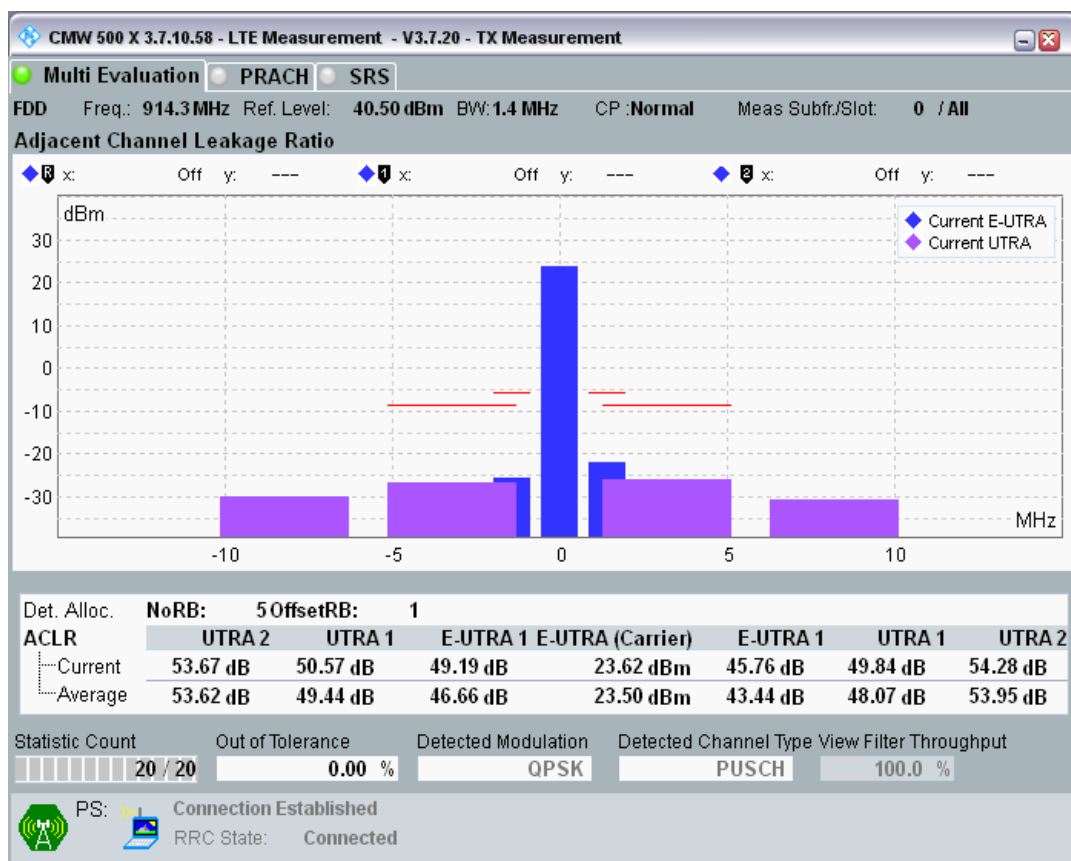 CMW 500 X 3.7.10.58 - LTE Measurement - V3.7.20 - TX Measurement
Multi Evaluation PRACH SRS
FDD Freq.: 914.3 MHz Ref. Level: 40.50 dBm BW: 1.4 MHz CP :Normal Meas Subfr./Slot: 0 / All
Adjacent Channel Leakage Ratio
R x: Off y: --- 1 x: Off y: --- 2 x: Off y: ---
dBm
Current E-UTRA
Current UTRA
30
20
10
0
-10
-20
-30
MHz
-10 -5 0 5 10
Det. Alloc. NoRB: 5 OffsetRB: 1
ACLR UTRA 2 UTRA 1 E-UTRA 1 E-UTRA (Carrier) E-UTRA 1 UTRA 1 UTRA 2
Current 53.67 dB 50.57 dB 49.19 dB 23.62 dBm 45.76 dB 49.84 dB 54.28 dB
Average 53.62 dB 49.44 dB 46.66 dB 23.50 dBm 43.44 dB 48.07 dB 53.95 dB
Statistic Count Out of Tolerance Detected Modulation Detected Channel Type View Filter Throughput
20 / 20 0.00 % QPSK PUSCH 100.0 %
PS: Connection Established
RRC State: Connected